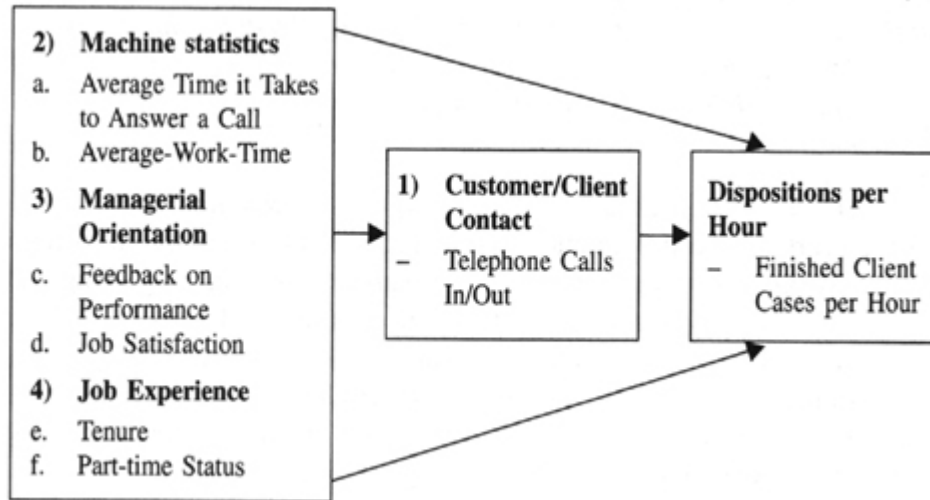 2) Machine statistics
a. Average Time it Takes
to Answer a Call
b. Average-Work-Time
3) Managerial
Orientation
c. Feedback on
Performance
d. Job Satisfaction
4) Job Experience
e. Tenure
f. Part-time Status
1) Customer/Client
Contact
– Telephone Calls
In/Out
Dispositions per
Hour
– Finished Client
Cases per Hour